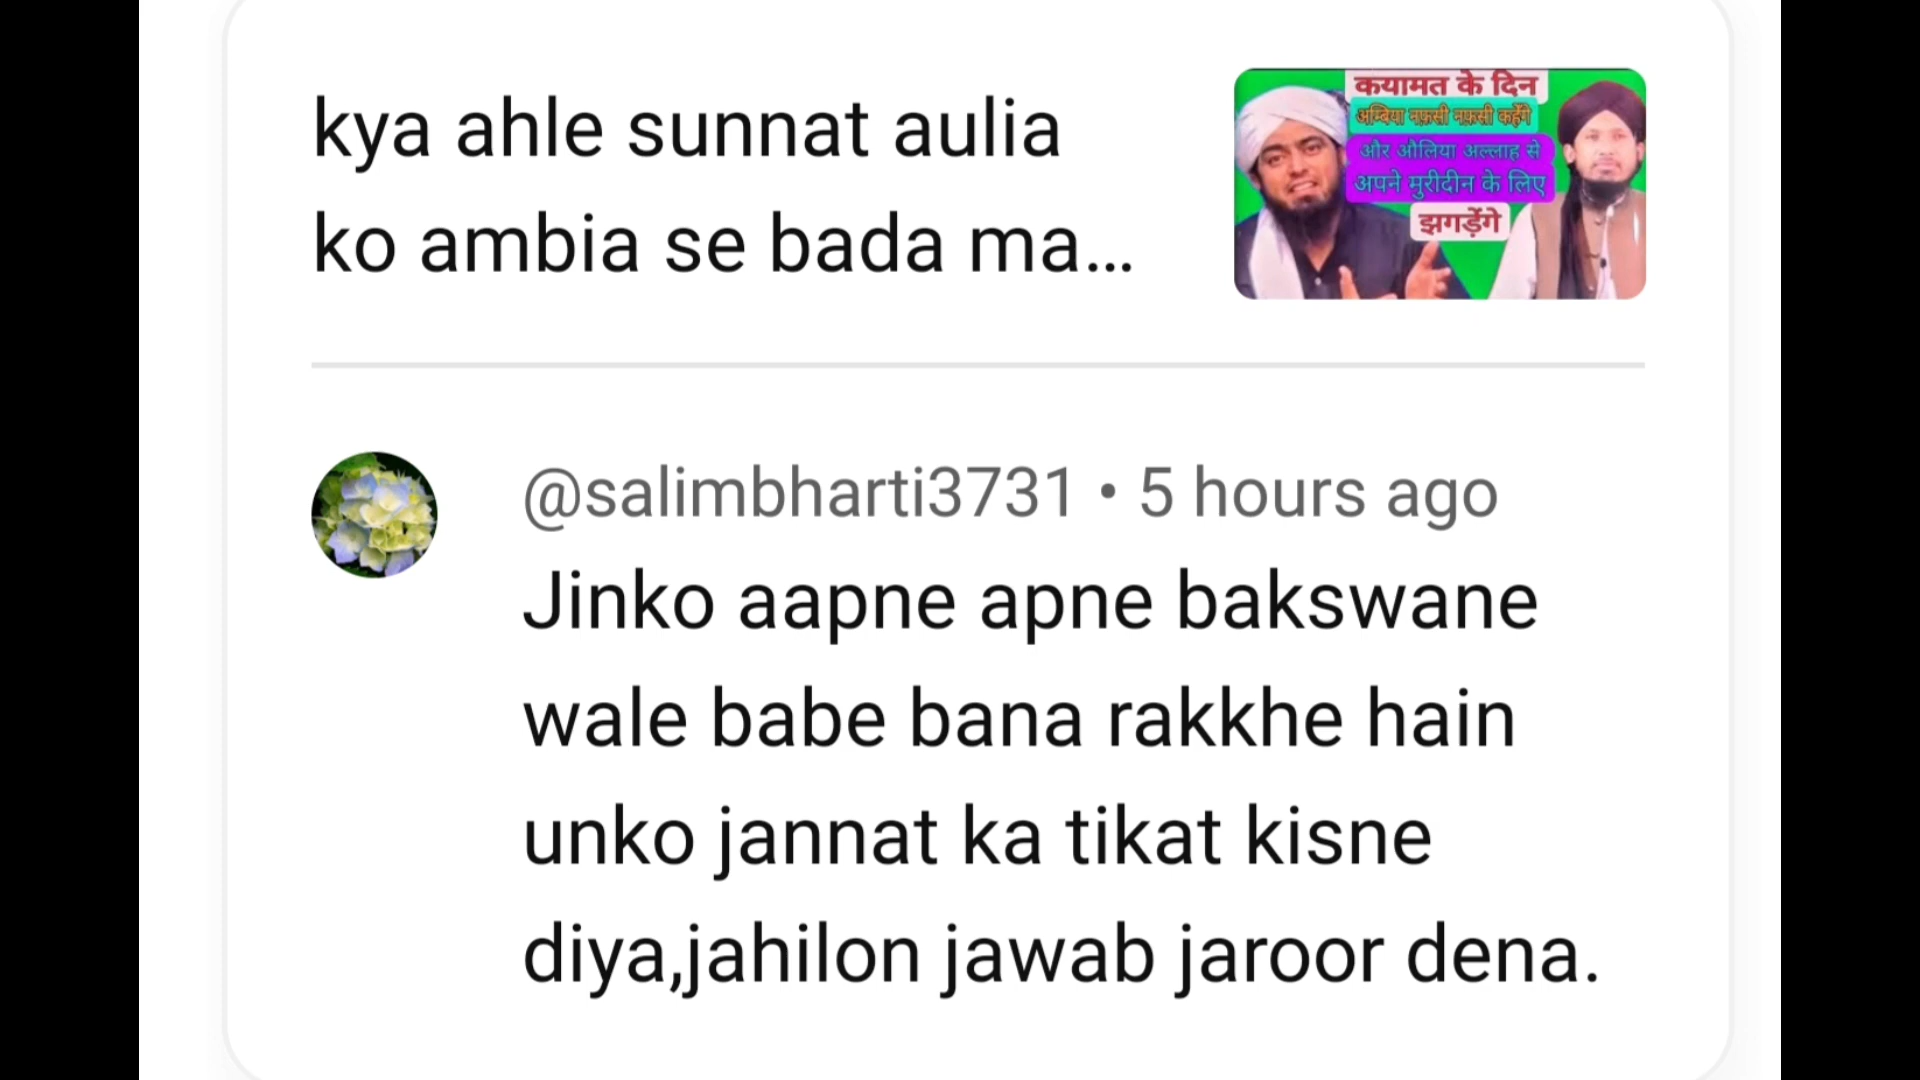 kya ahle sunnat aulia
ko ambia se bada ma...
कयामत के दिन
अम्बिया नफ़सी नफ़सी कहेंगे
और औलिया अल्लाह से
अपने मुरीदीन के लिए
झगड़ेंगे
@salimbharti3731 • 5 hours ago
Jinko aapne apne bakswane
wale babe bana rakkhe hain
unko jannat ka tikat kisne
diya,jahilon jawab jaroor dena.